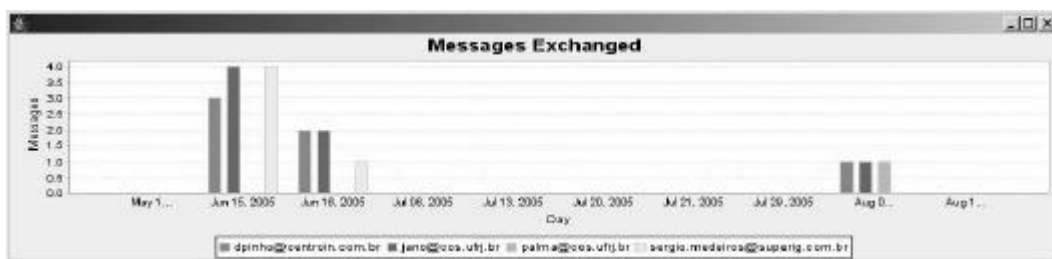 Messages Exchanged
Messages
4.0
3.5
3.0
2.5
2.0
1.5
1.0
0.5
0.0
May 1... Jun 15, 2005 Jun 16, 2005 Jul 06, 2005 Jul 13, 2005 Jul 20, 2005 Jul 21, 2005 Jul 29, 2005 Aug 0... Aug 1...
Day
dpinho@centroin.com.br jano@cos.ufrj.br palma@cos.ufrj.br sergio.medeiros@superig.com.br